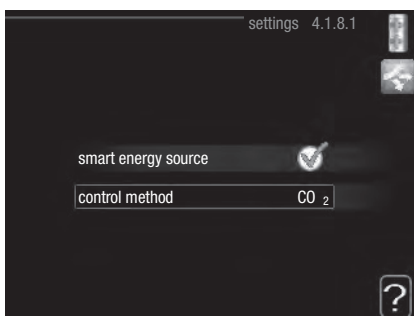 settings 4.1.8.1
smart energy source
control method CO 2
?